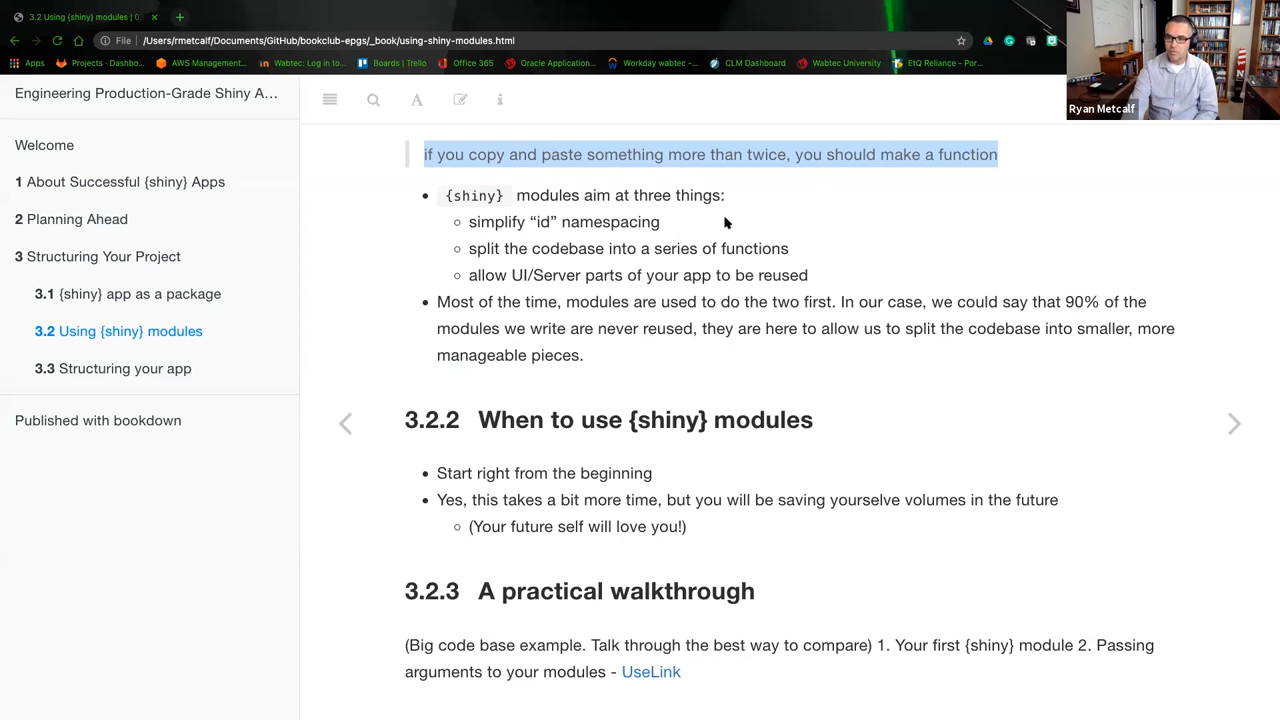 3.2 Using {shiny} modules | 03
File /Users/rmetcalf/Documents/GitHub/bookclub-epgs/_book/using-shiny-modules.html
Apps Projects · Dashbo... AWS Management... Wabtec: Log in to... Boards | Trello Office 365 Oracle Application... Workday wabtec -... CLM Dashboard Wabtec University EtQ Reliance – Por...
Ryan Metcalf
Engineering Production-Grade Shiny A...
Welcome
1 About Successful {shiny} Apps
2 Planning Ahead
3 Structuring Your Project
3.1 {shiny} app as a package
3.2 Using {shiny} modules
3.3 Structuring your app
Published with bookdown
if you copy and paste something more than twice, you should make a function
• {shiny} modules aim at three things:
◦ simplify “id” namespacing
◦ split the codebase into a series of functions
◦ allow UI/Server parts of your app to be reused
• Most of the time, modules are used to do the two first. In our case, we could say that 90% of the
modules we write are never reused, they are here to allow us to split the codebase into smaller, more
manageable pieces.
3.2.2 When to use {shiny} modules
• Start right from the beginning
• Yes, this takes a bit more time, but you will be saving yourselve volumes in the future
◦ (Your future self will love you!)
3.2.3 A practical walkthrough
(Big code base example. Talk through the best way to compare) 1. Your first {shiny} module 2. Passing
arguments to your modules - UseLink